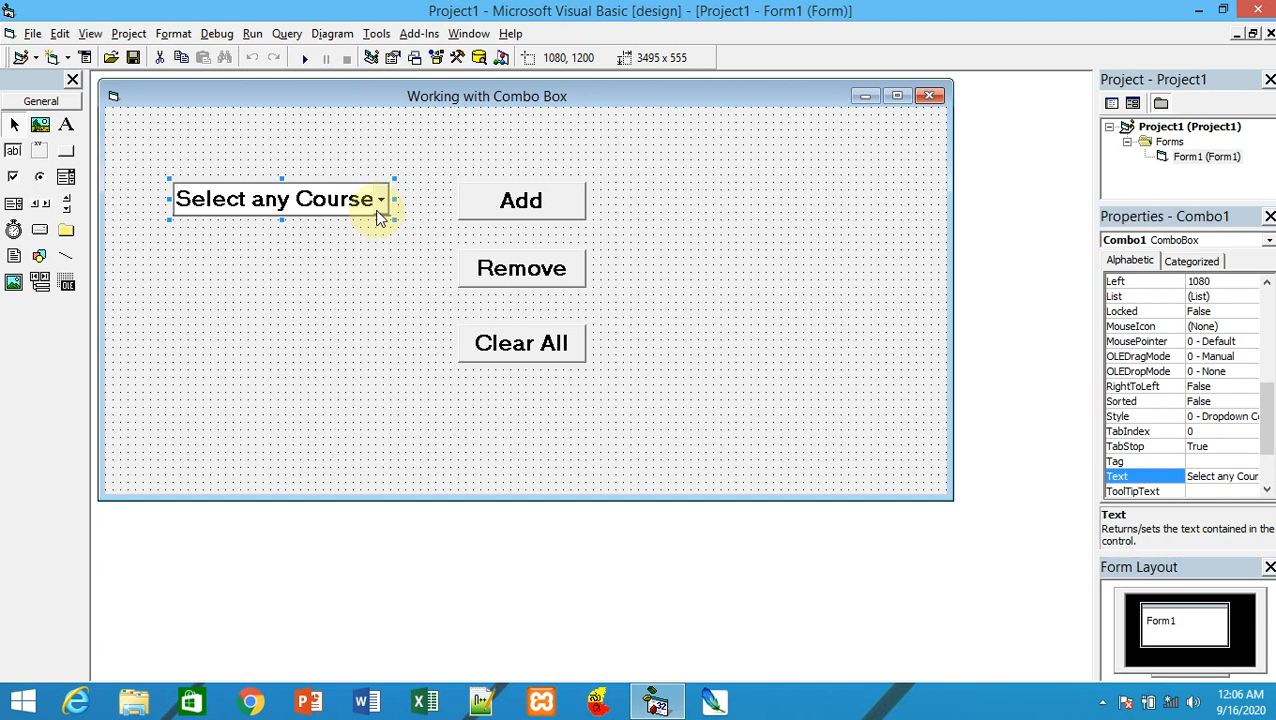 Project1 - Microsoft Visual Basic [design] - [Project1 - Form1 (Form)]
File Edit View Project Format Debug Run Query Diagram Tools Add-Ins Window Help
1080, 1200 3495 x 555
General
A
abl
Working with Combo Box
Select any Course
Add
Remove
Clear All
Project - Project1
Project1 (Project1)
Forms
Form1 (Form1)
Properties - Combo1
Combo1 ComboBox
Alphabetic Categorized
Left 1080
List (List)
Locked False
MouseIcon (None)
MousePointer 0 - Default
OLEDragMode 0 - Manual
OLEDropMode 0 - None
RightToLeft False
Sorted False
Style 0 - Dropdown C
TabIndex 0
TabStop True
Tag
Text Select any Cour
ToolTipText
Text
Returns/sets the text contained in the
control.
Form Layout
Form1
12:06 AM
9/16/2020